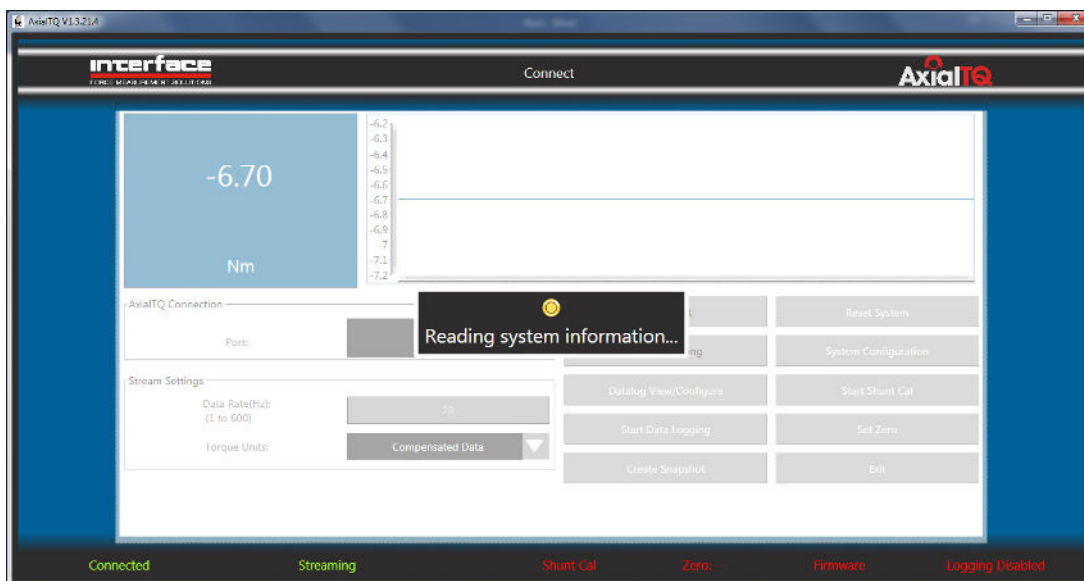 AxialTQ V1.3.21.4
interface
FORCE MEASUREMENT SOLUTIONS
Connect
AxialTQ
-6.70
Nm
-6.2
-6.3
-6.4
-6.5
-6.6
-6.7
-6.8
-6.9
-7
-7.1
-7.2
AxialTQ Connection
Port:
Reading system information...
Reset System
System Configuration
Stream Settings
Data Rate(Hz):
(1 to 600)
20
Torque Units:
Compensated Data
Datalog View/Configure
Start Shunt Cal
Start Data Logging
Set Zero
Create Snapshot
Exit
Connected
Streaming
Shunt Cal
Zero: --
Firmware
Logging Disabled